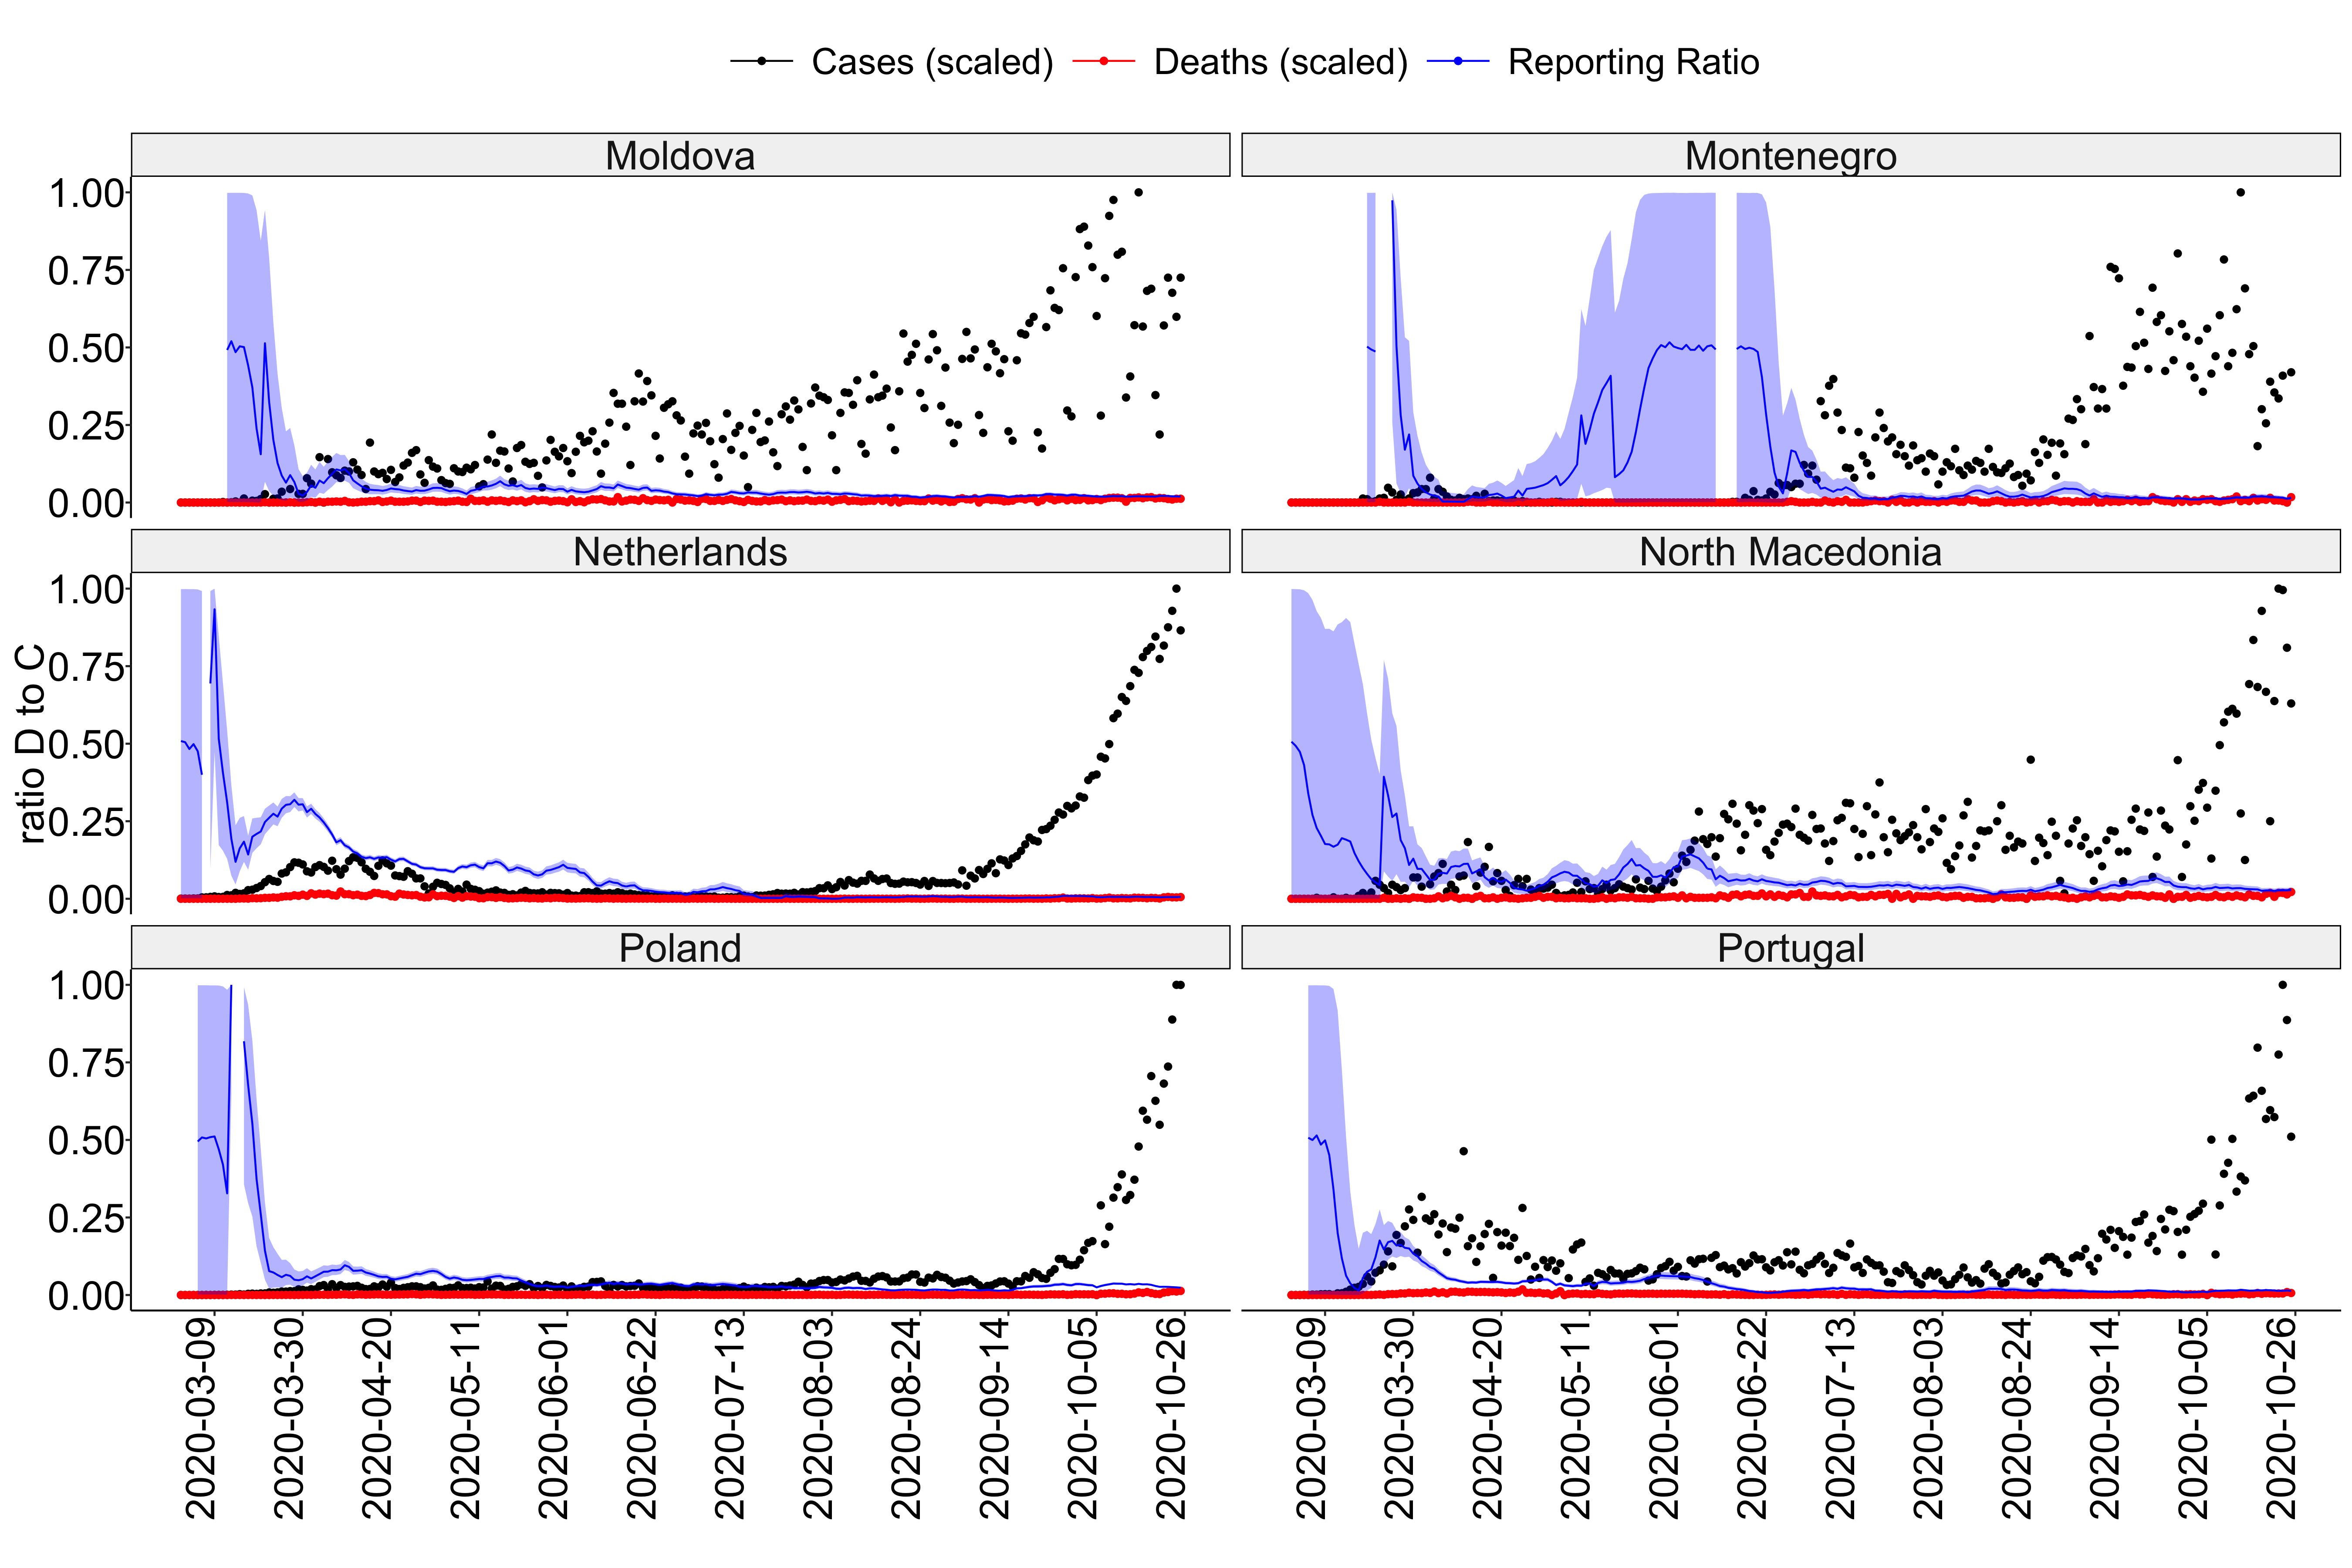 Cases (scaled) Deaths (scaled) Reporting Ratio
Moldova Montenegro
1.00
0.75
0.50
0.25
0.00
Netherlands North Macedonia
1.00
0.75
0.50
0.25
0.00
ratio D to C
Poland Portugal
1.00
0.75
0.50
0.25
0.00
2020-03-09 2020-03-30 2020-04-20 2020-05-11 2020-06-01 2020-06-22 2020-07-13 2020-08-03 2020-08-24 2020-09-14 2020-10-05 2020-10-26 2020-03-09 2020-03-30 2020-04-20 2020-05-11 2020-06-01 2020-06-22 2020-07-13 2020-08-03 2020-08-24 2020-09-14 2020-10-05 2020-10-26